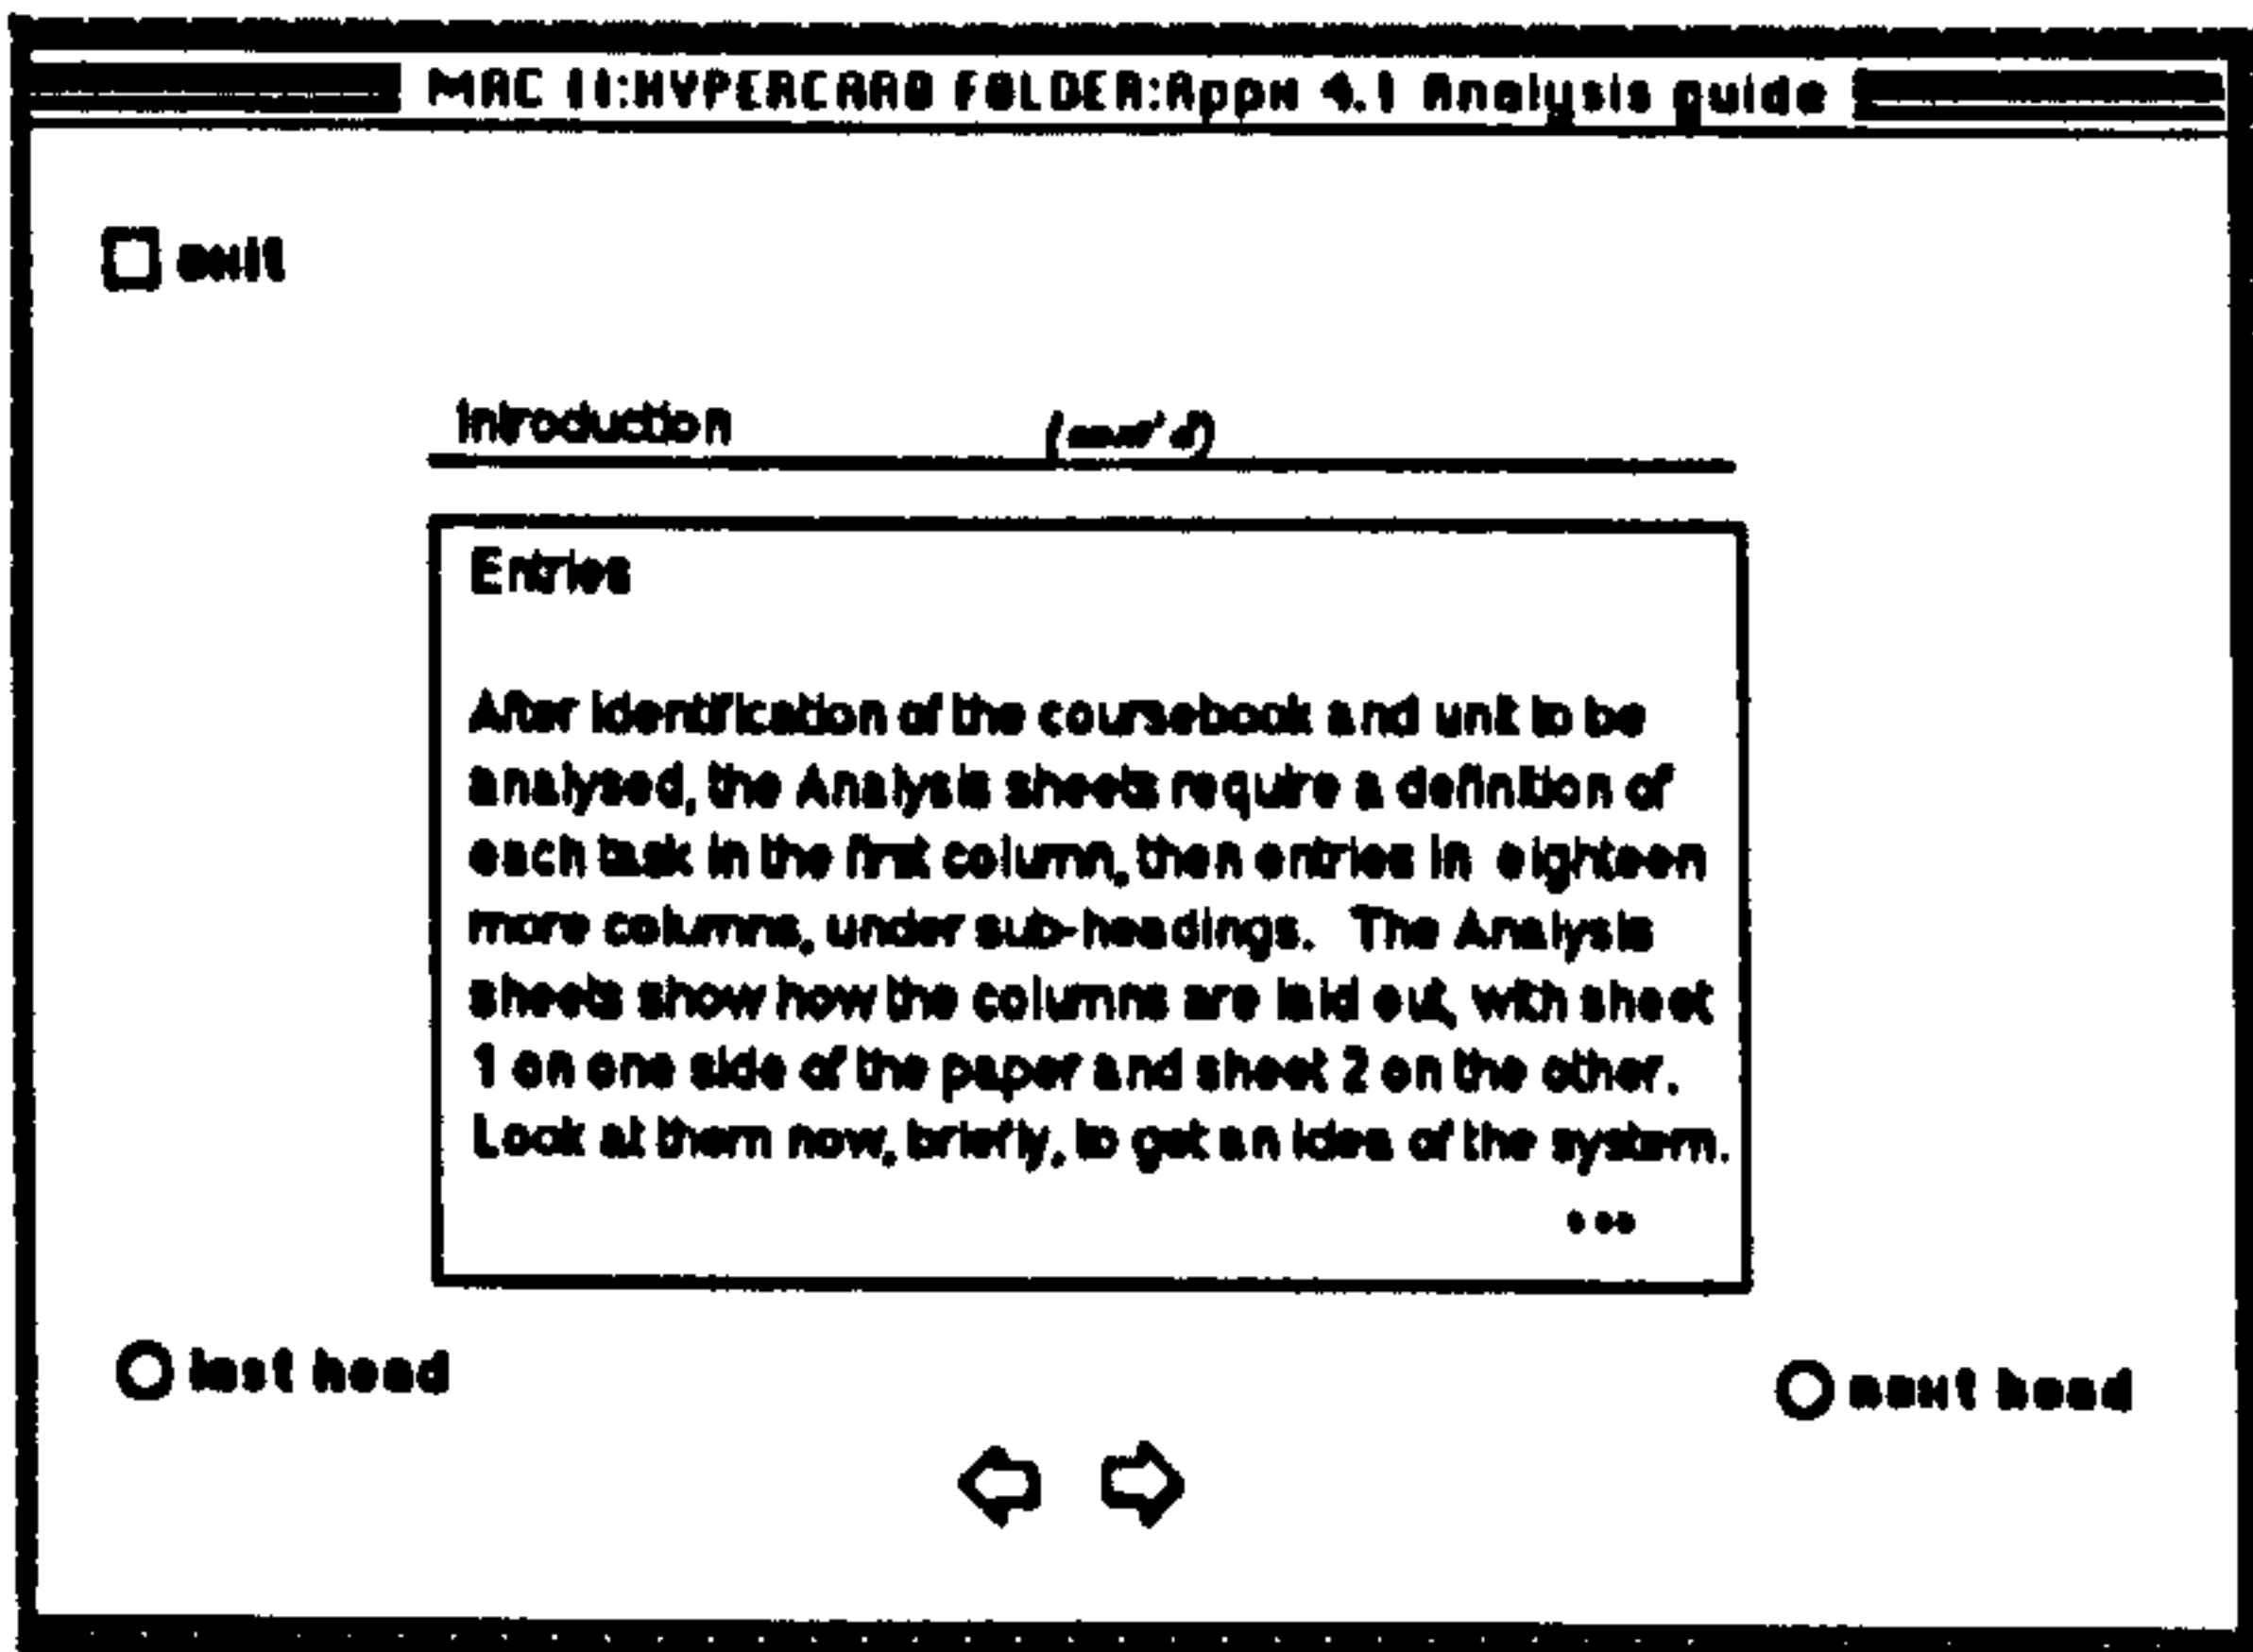 MAC II:HYPERCARD FOLDER:Appx 4.1 Analysis guide
exit
Introduction (cont'd)
Entries
After identification of the coursebook and unit to be
analysed, the Analysis sheets require a definition of
each task in the first column, then entries in eighteen
more columns, under sub-headings. The Analysis
sheets show how the columns are laid out, with sheet
1 on one side of the paper and sheet 2 on the other.
Look at them now, briefly, to get an idea of the system.
...
last head
next head